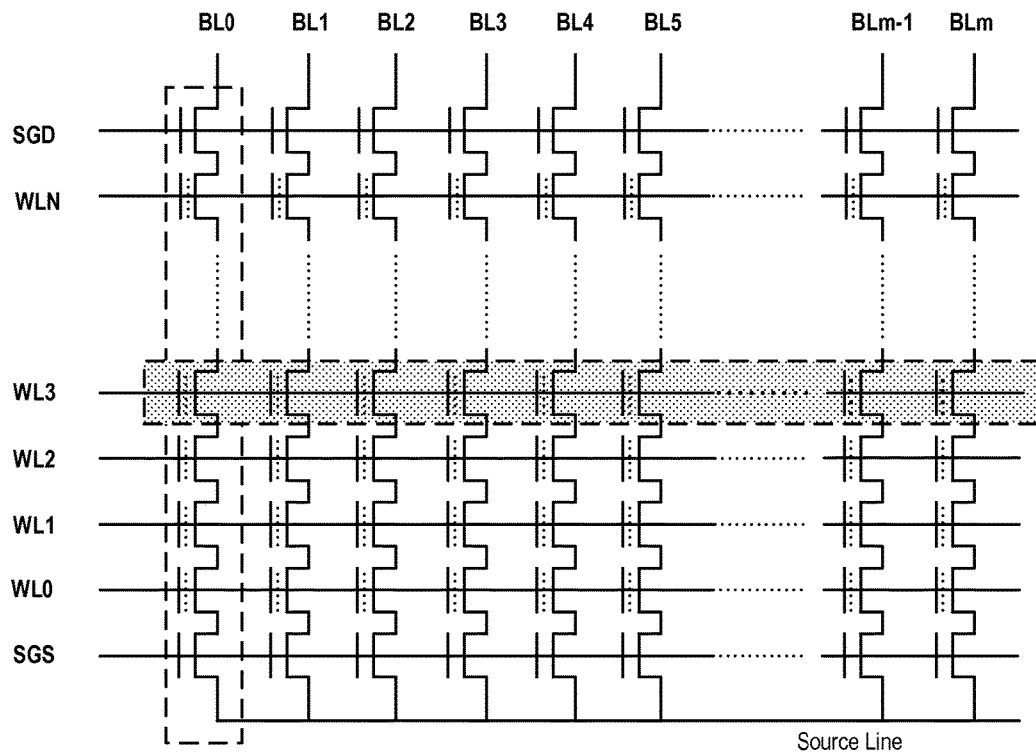 BL0 BL1 BL2 BL3 BL4 BL5 BLm-1 BLm
SGD
WLN
WL3
WL2
WL1
WL0
SGS
Source Line